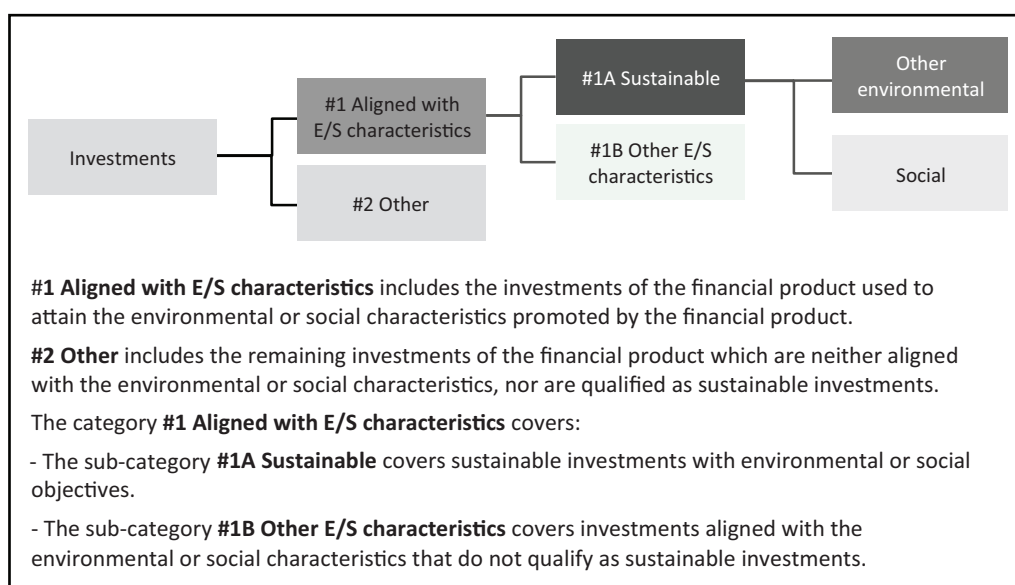 Investments
#1 Aligned with
E/S characteristics
#2 Other
#1A Sustainable
#1B Other E/S
characteristics
Other
environmental
Social
#1 Aligned with E/S characteristics includes the investments of the financial product used to
attain the environmental or social characteristics promoted by the financial product.
#2 Other includes the remaining investments of the financial product which are neither aligned
with the environmental or social characteristics, nor are qualified as sustainable investments.
The category #1 Aligned with E/S characteristics covers:
- The sub-category #1A Sustainable covers sustainable investments with environmental or social
objectives.
- The sub-category #1B Other E/S characteristics covers investments aligned with the
environmental or social characteristics that do not qualify as sustainable investments.